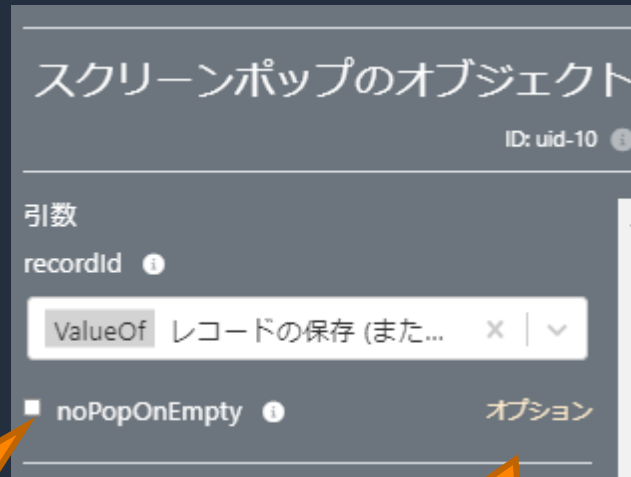 スクリーンポップのオブジェクト
ID: uid-10
引数
recordId
ValueOf レコードの保存 (また...
noPopOnEmpty オプション